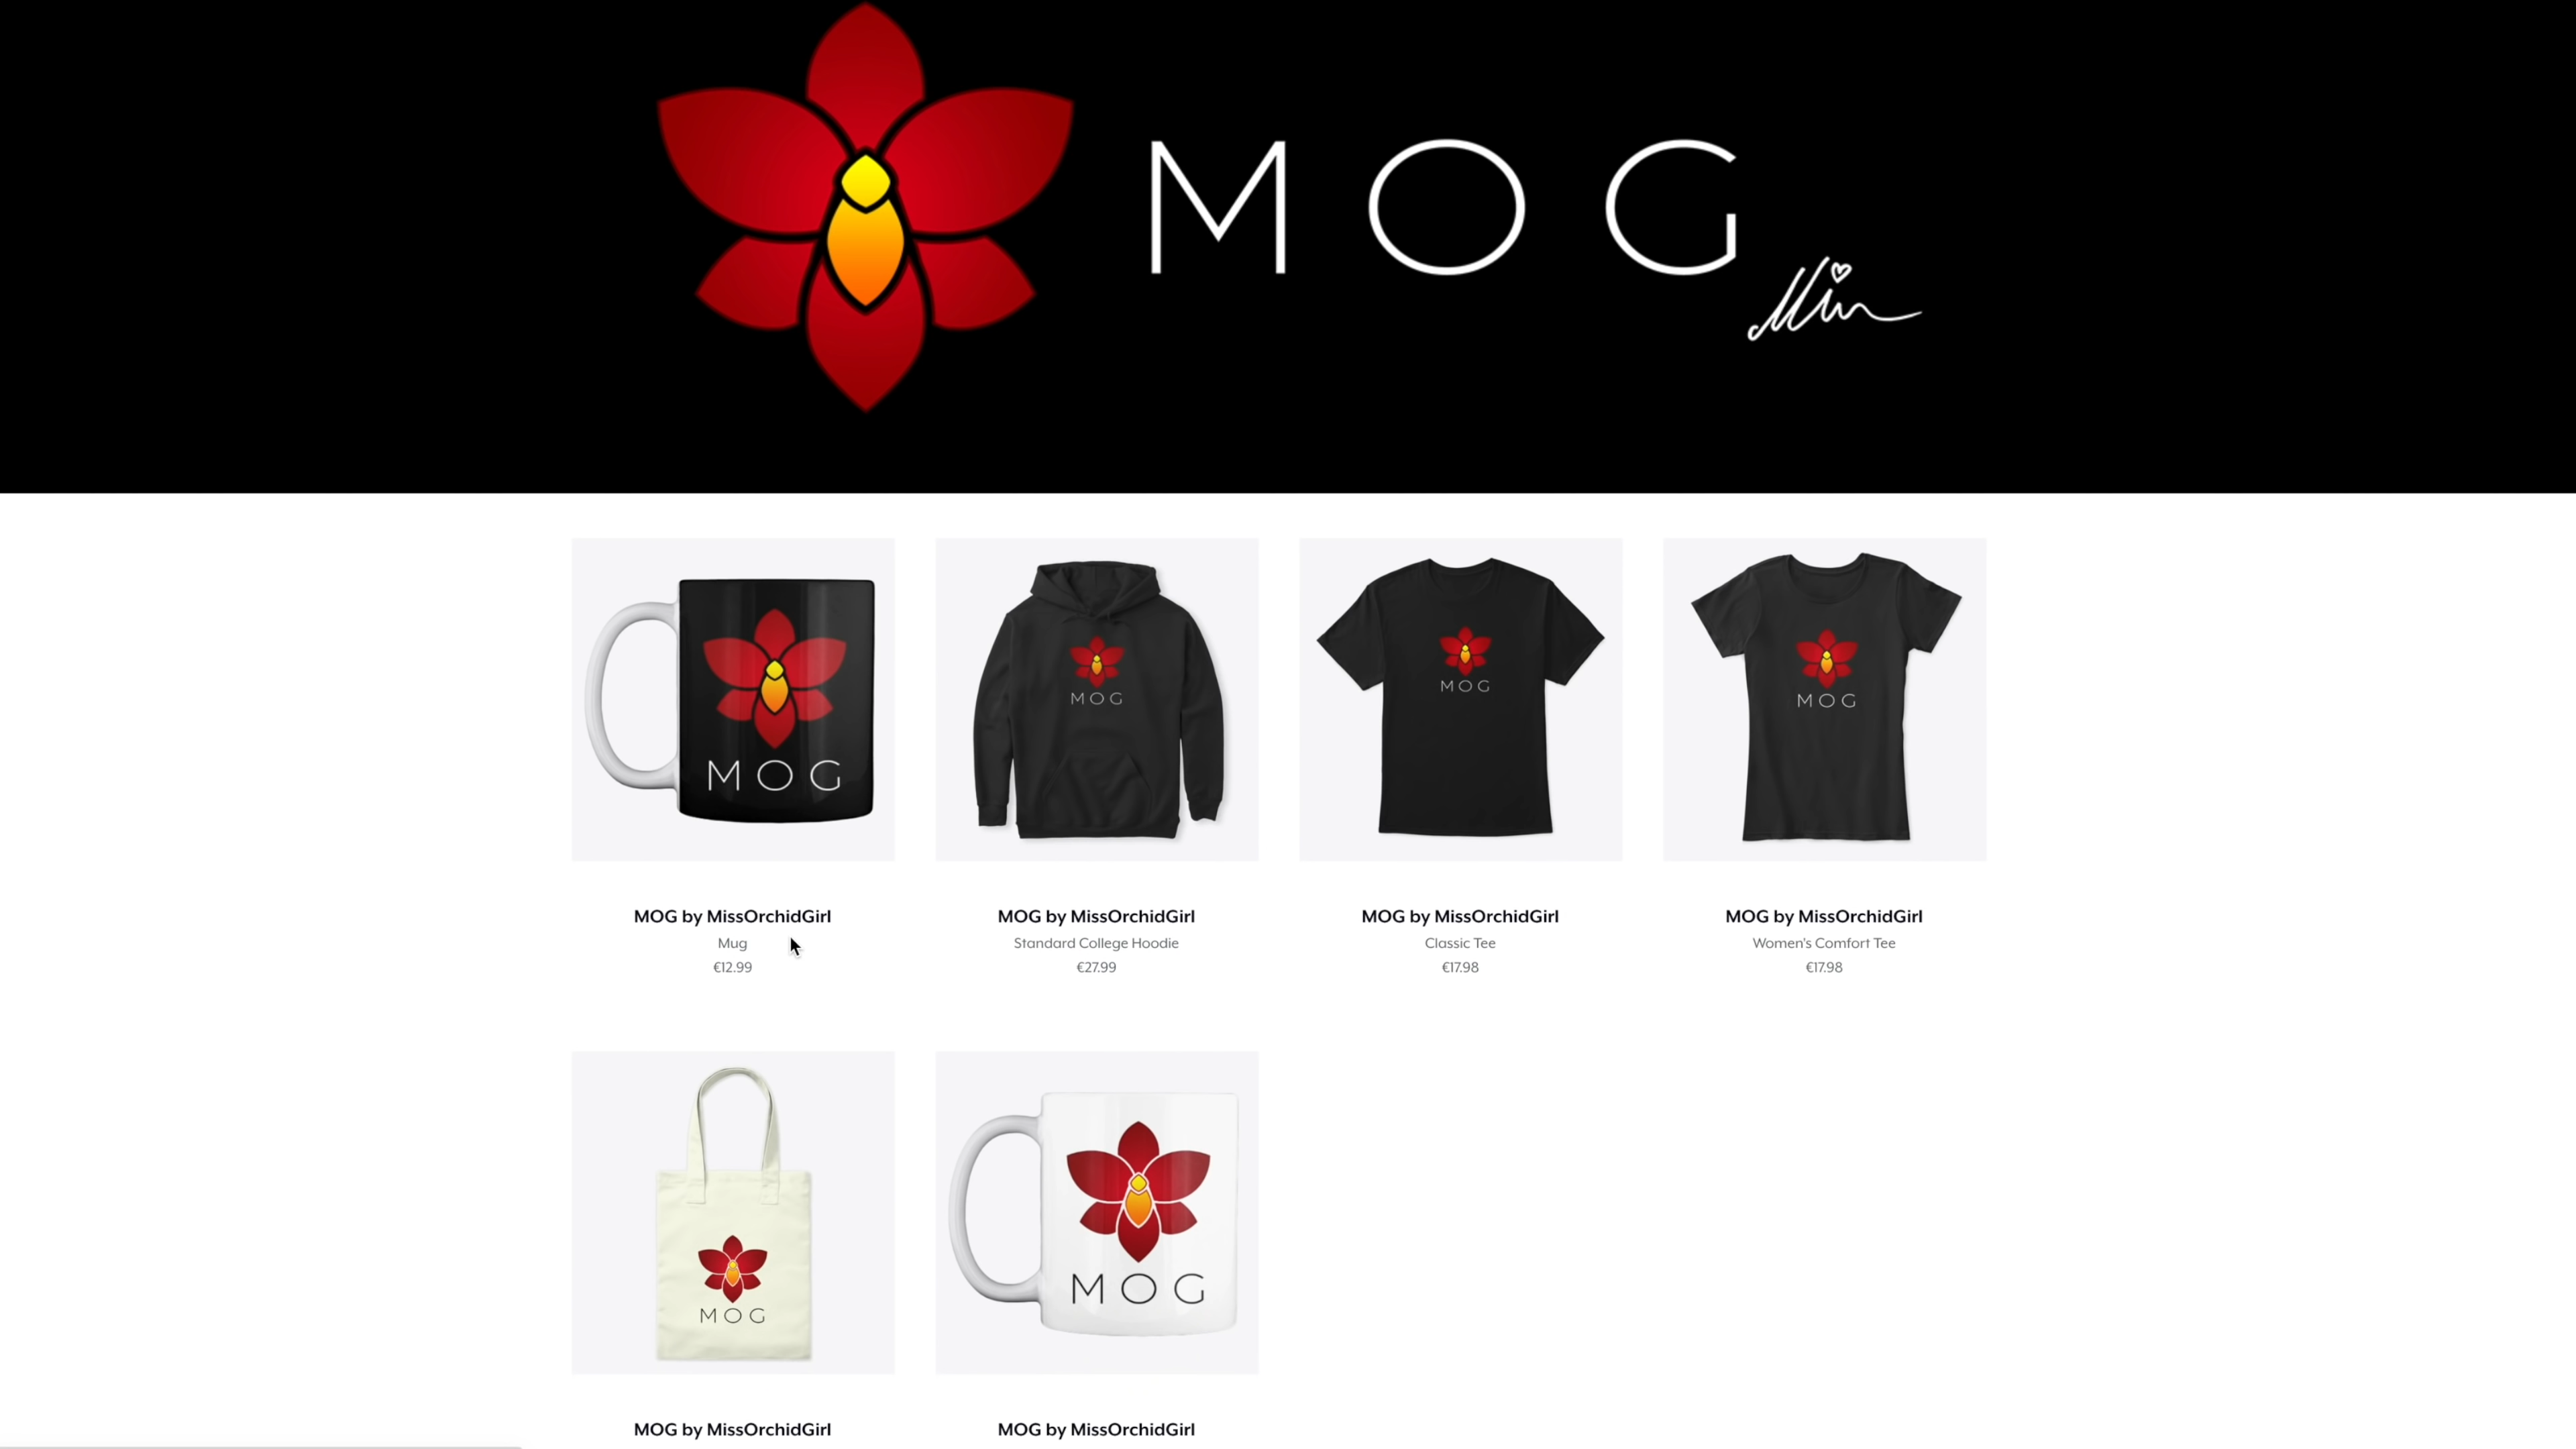 MOG
Min
MOG
MOG
MOG
MOG
MOG by MissOrchidGirl
Mug
€12.99
MOG by MissOrchidGirl
Standard College Hoodie
€27.99
MOG by MissOrchidGirl
Classic Tee
€17.98
MOG by MissOrchidGirl
Women's Comfort Tee
€17.98
MOG
MOG
MOG by MissOrchidGirl
MOG by MissOrchidGirl